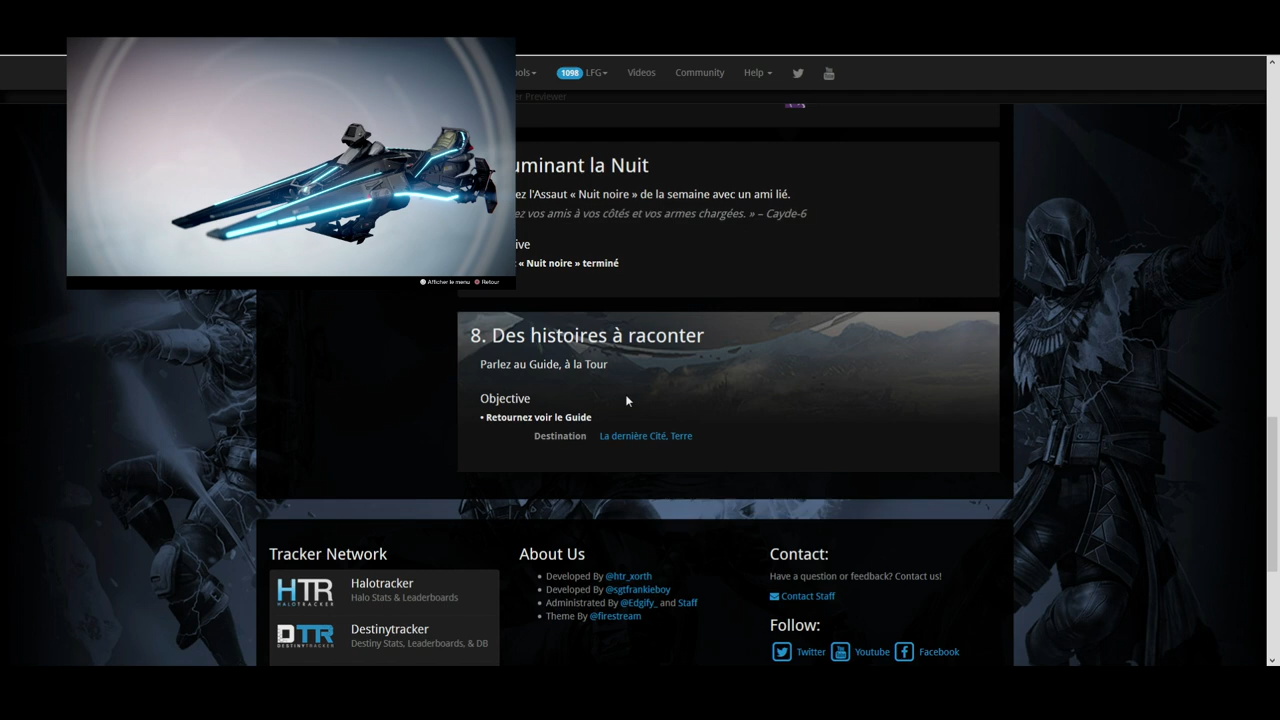 ools
1098 LFG
Videos
Community
Help
er Previewer
uminant la Nuit
ez l'Assaut « Nuit noire » de la semaine avec un ami lié.
ez vos amis à vos côtés et vos armes chargées. » – Cayde-6
ive
« Nuit noire » terminé
Afficher le menu Retour
8. Des histoires à raconter
Parlez au Guide, à la Tour
Objective
• Retournez voir le Guide
Destination La dernière Cité, Terre
Tracker Network
HTR
HALOTRACKER
Halotracker
Halo Stats & Leaderboards
DTR
DESTINYTRACKER
Destinytracker
Destiny Stats, Leaderboards, & DB
About Us
• Developed By @htr_xorth
• Developed By @sgtfrankieboy
• Administrated By @Edgify_ and Staff
• Theme By @firestream
Contact:
Have a question or feedback? Contact us!
Contact Staff
Follow:
Twitter Youtube Facebook